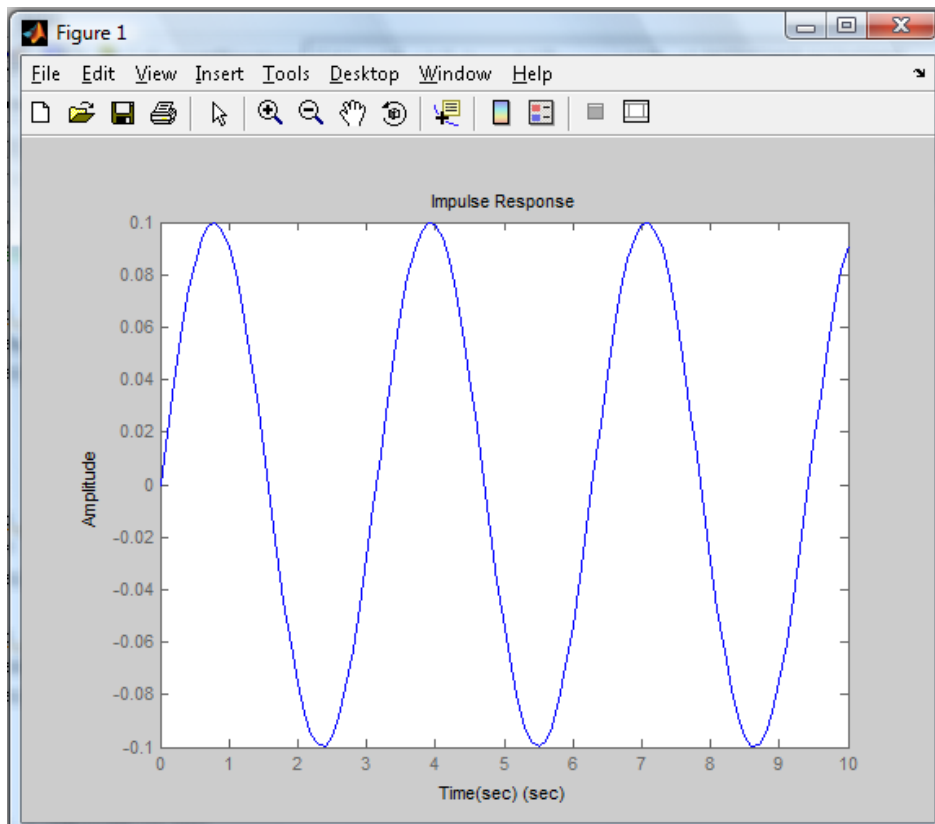 Figure 1
File Edit View Insert Tools Desktop Window Help
Impulse Response
0.1
0.08
0.06
0.04
0.02
0
-0.02
-0.04
-0.06
-0.08
-0.1
Amplitude
0 1 2 3 4 5 6 7 8 9 10
Time(sec) (sec)